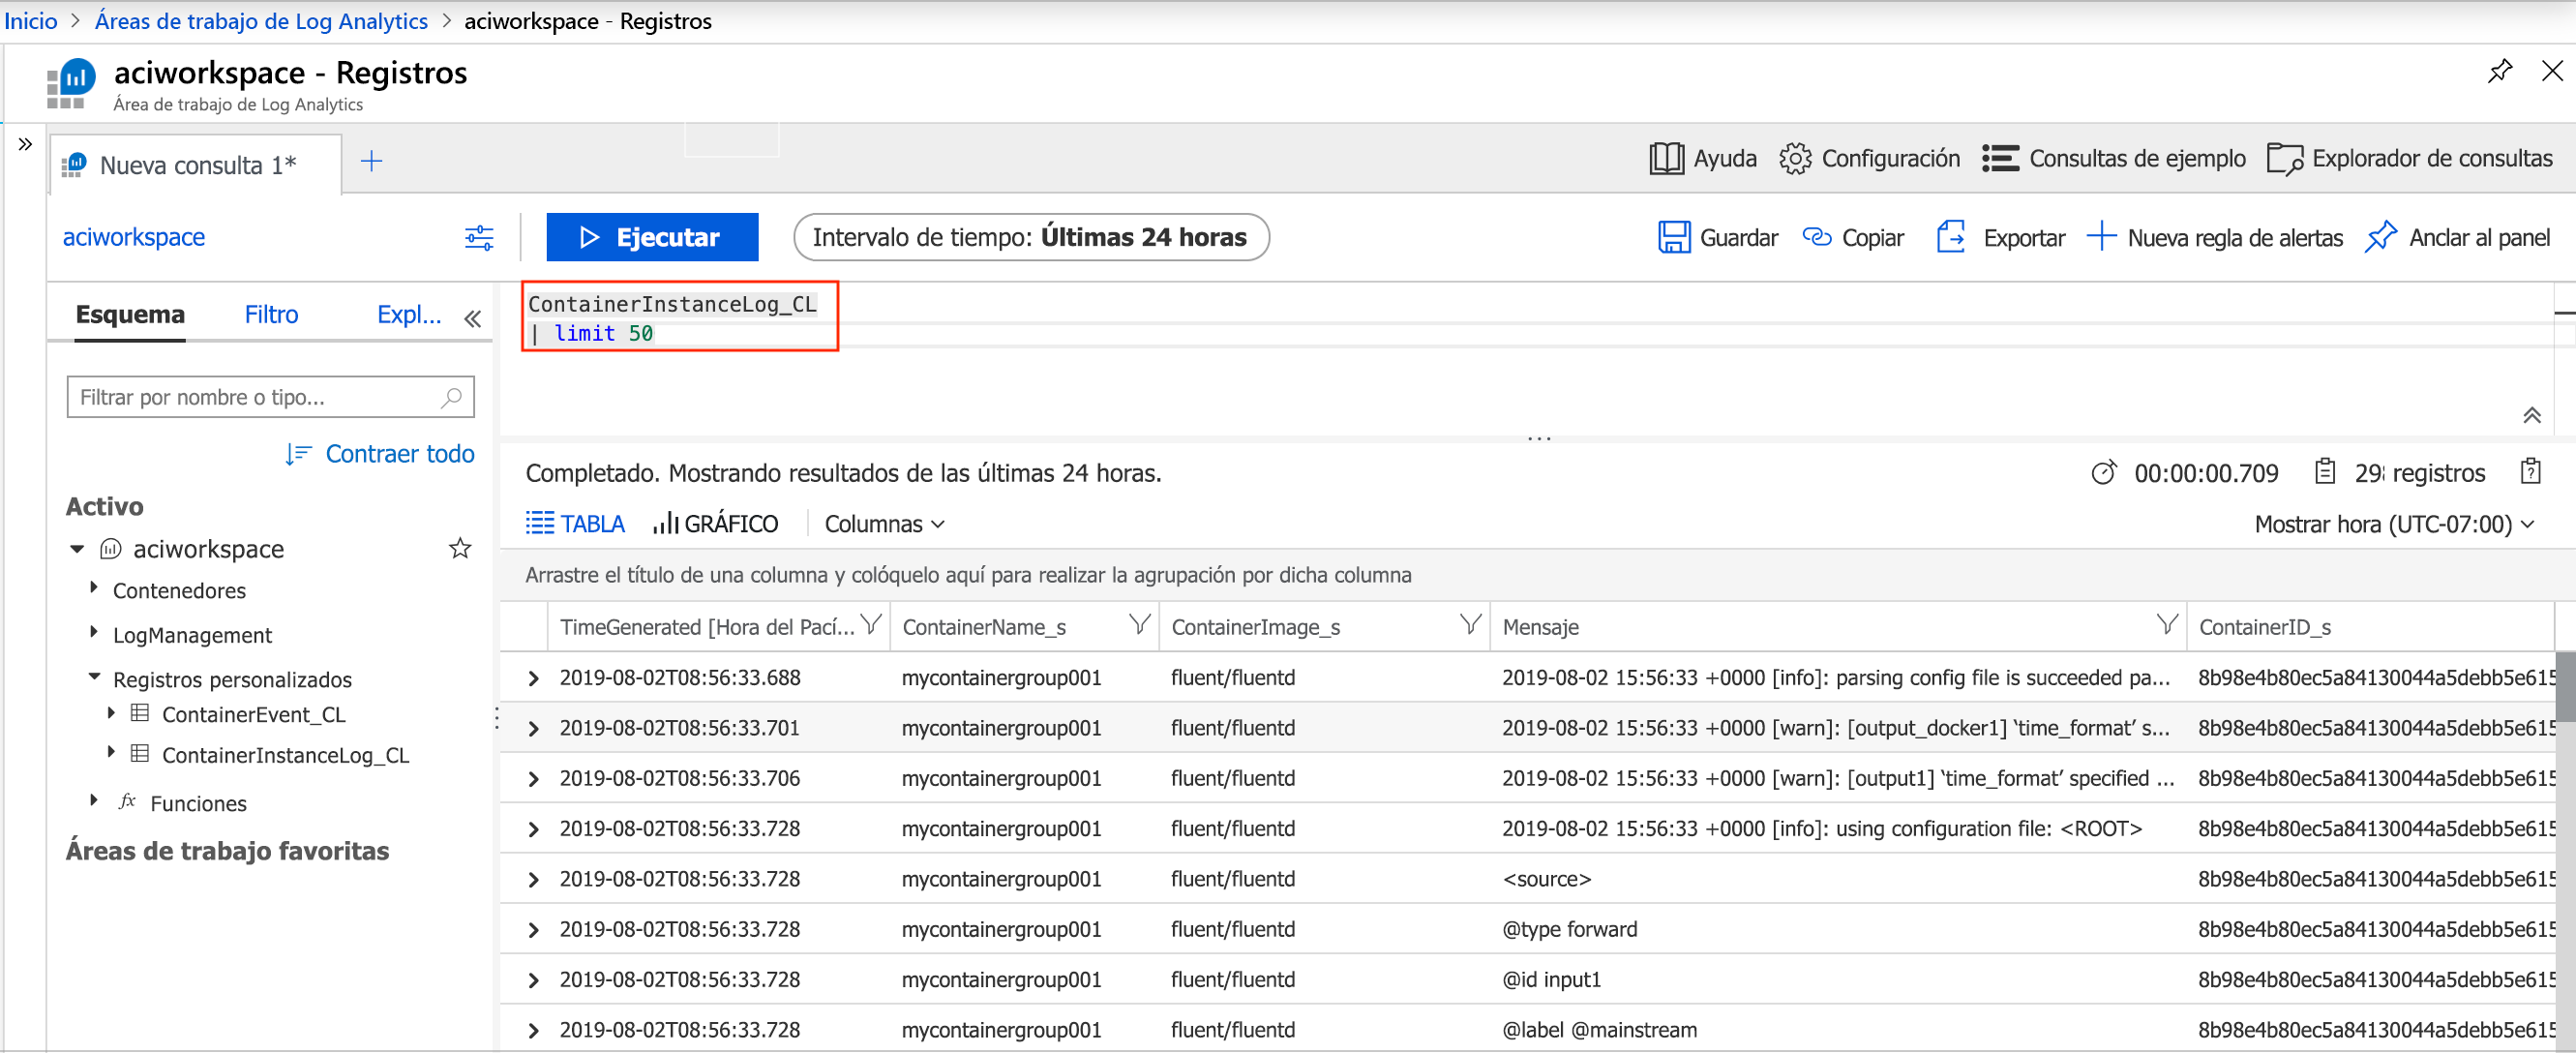 Inicio > Áreas de trabajo de Log Analytics > aciworkspace - Registros
aciworkspace - Registros
Área de trabajo de Log Analytics
Nueva consulta 1*
Ayuda Configuración Consultas de ejemplo Explorador de consultas
aciworkspace
Ejecutar
Intervalo de tiempo: Últimas 24 horas
Guardar Copiar Exportar Nueva regla de alertas Anclar al panel
Esquema Filtro Expl...
ContainerInstanceLog_CL
| limit 50
Filtrar por nombre o tipo...
Contraer todo
Activo
aciworkspace
Contenedores
LogManagement
Registros personalizados
ContainerEvent_CL
ContainerInstanceLog_CL
fx Funciones
Áreas de trabajo favoritas
Completado. Mostrando resultados de las últimas 24 horas.
00:00:00.709 registros
TABLA GRÁFICO Columnas
Mostrar hora (UTC-07:00)
Arrastre el título de una columna y colóquelo aquí para realizar la agrupación por dicha columna
TimeGenerated [Hora del Pací... ContainerName_s ContainerImage_s Mensaje ContainerID_s
2019-08-02T08:56:33.688 mycontainergroup001 fluent/fluentd 2019-08-02 15:56:33 +0000 [info]: parsing config file is succeeded pa... 8b98e4b80ec5a84130044a5debb5e615
2019-08-02T08:56:33.701 mycontainergroup001 fluent/fluentd 2019-08-02 15:56:33 +0000 [warn]: [output_docker1] ‘time_format’ s... 8b98e4b80ec5a84130044a5debb5e615
2019-08-02T08:56:33.706 mycontainergroup001 fluent/fluentd 2019-08-02 15:56:33 +0000 [warn]: [output1] ‘time_format’ specified ... 8b98e4b80ec5a84130044a5debb5e615
2019-08-02T08:56:33.728 mycontainergroup001 fluent/fluentd 2019-08-02 15:56:33 +0000 [info]: using configuration file: <ROOT> 8b98e4b80ec5a84130044a5debb5e615
2019-08-02T08:56:33.728 mycontainergroup001 fluent/fluentd <source> 8b98e4b80ec5a84130044a5debb5e615
2019-08-02T08:56:33.728 mycontainergroup001 fluent/fluentd @type forward 8b98e4b80ec5a84130044a5debb5e615
2019-08-02T08:56:33.728 mycontainergroup001 fluent/fluentd @id input1 8b98e4b80ec5a84130044a5debb5e615
2019-08-02T08:56:33.728 mycontainergroup001 fluent/fluentd @label @mainstream 8b98e4b80ec5a84130044a5debb5e615